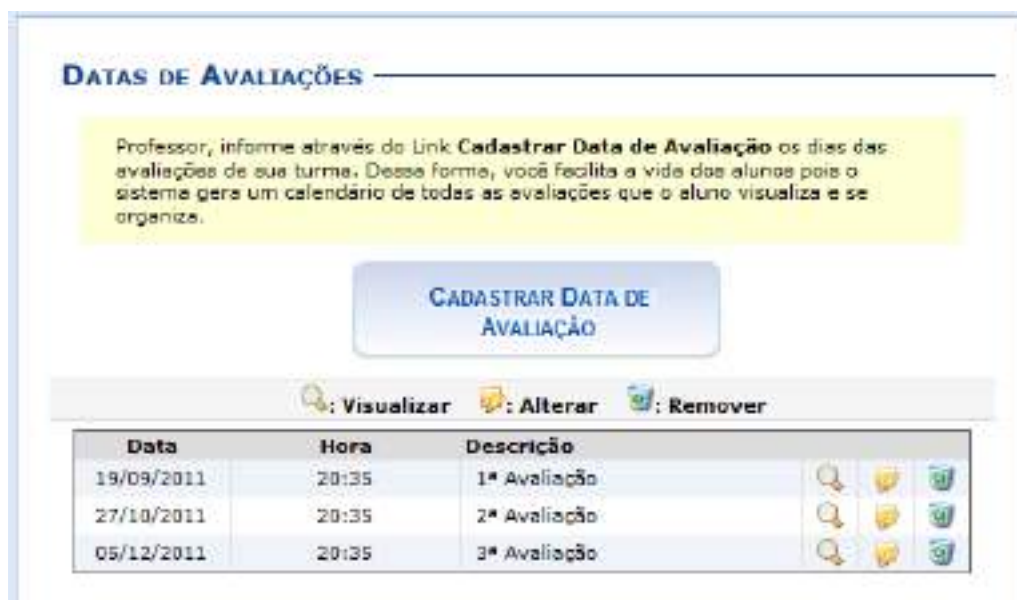 DATAS DE AVALIAÇÕES
Professor, informe através do Link Cadastrar Data de Avaliação os dias das
avaliações de sua turma. Dessa forma, você facilita a vida dos alunos pois o
sistema gera um calendário de todas as avaliações que o aluno visualiza e se
organiza.
CADASTRAR DATA DE
AVALIAÇÃO
: Visualizar : Alterar : Remover
Data Hora Descrição
19/09/2011 20:35 1ª Avaliação
27/10/2011 20:35 2ª Avaliação
05/12/2011 20:35 3ª Avaliação